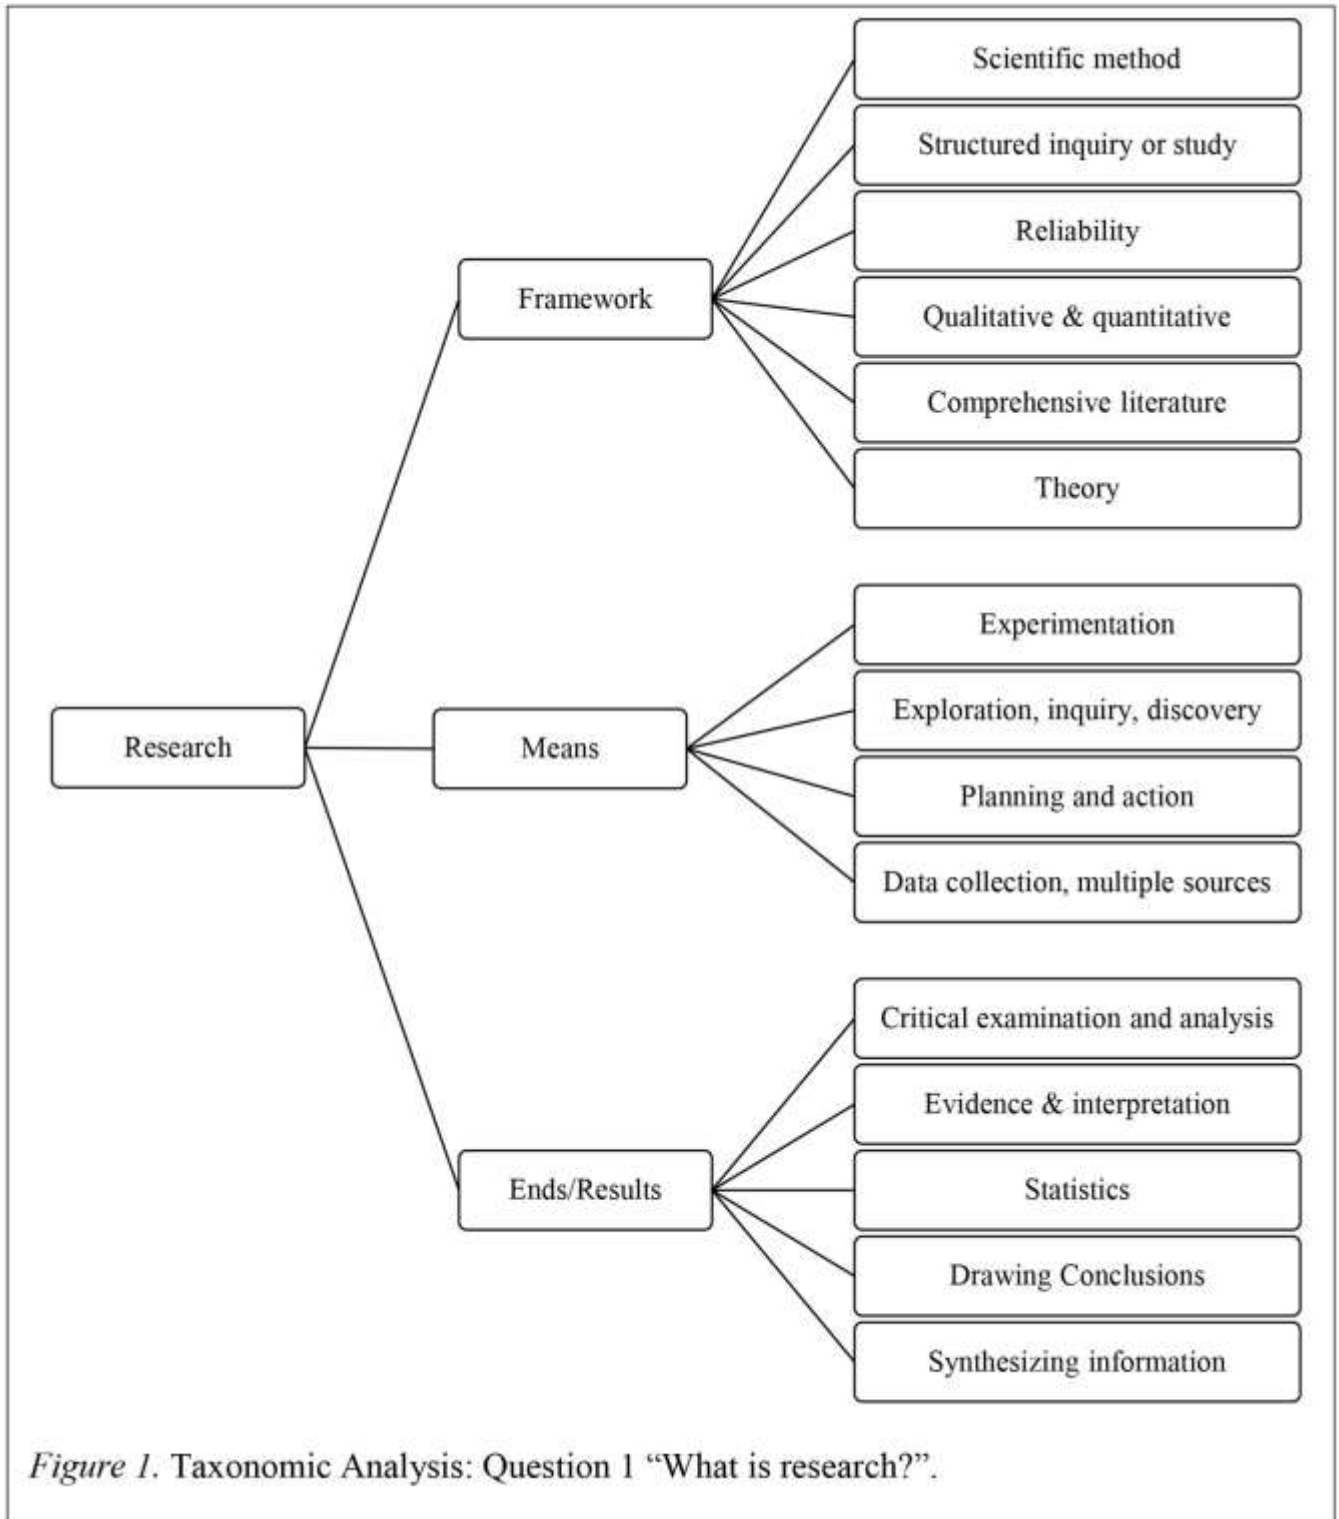 Research
Framework
Scientific method
Structured inquiry or study
Reliability
Qualitative & quantitative
Comprehensive literature
Theory
Means
Experimentation
Exploration, inquiry, discovery
Planning and action
Data collection, multiple sources
Ends/Results
Critical examination and analysis
Evidence & interpretation
Statistics
Drawing Conclusions
Synthesizing information
Figure 1. Taxonomic Analysis: Question 1 “What is research?”.